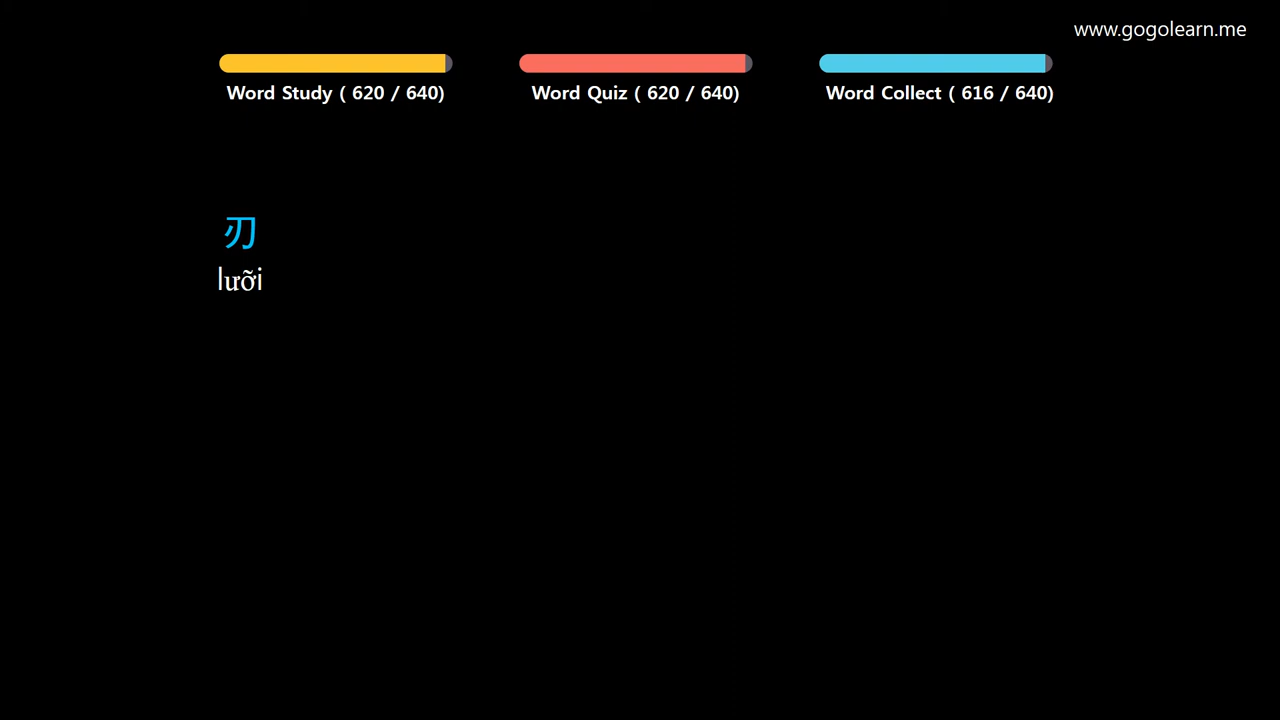 www.gogolearn.me
Word Study ( 620 / 640)
Word Quiz ( 620 / 640)
Word Collect ( 616 / 640)
刃
lưỡi